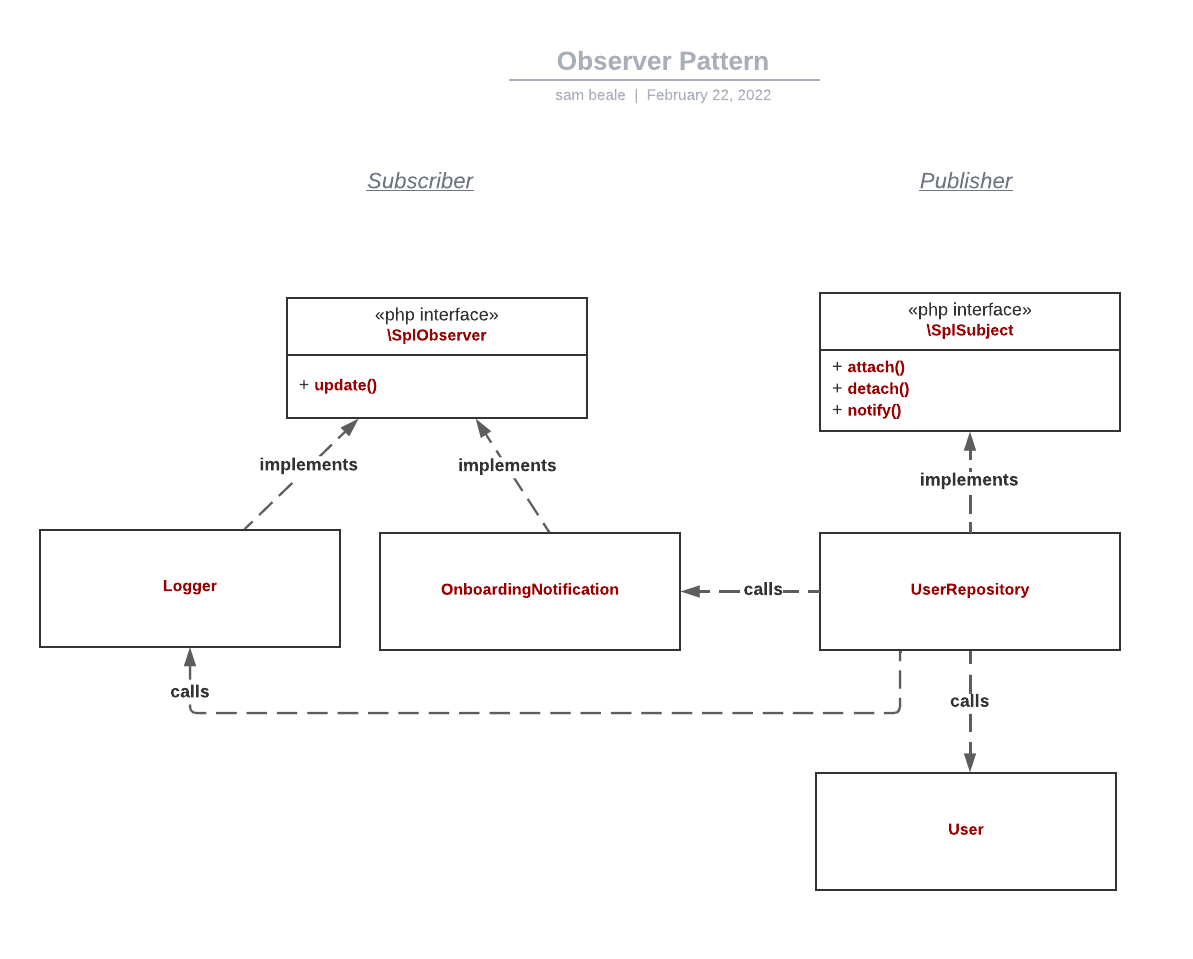 Observer Pattern
sam beale | February 22, 2022
Subscriber
Publisher
«php interface»
\SplObserver
+ update()
«php interface»
\SplSubject
+ attach()
+ detach()
+ notify()
implements
implements
implements
Logger
OnboardingNotification
calls
UserRepository
calls
calls
User